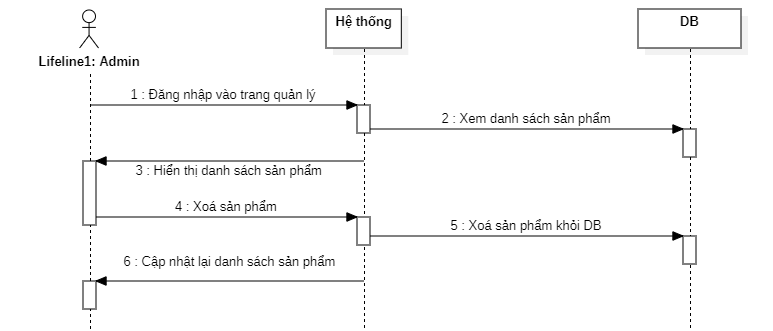 Hệ thống
DB
Lifeline1: Admin
1 : Đăng nhập vào trang quản lý
2 : Xem danh sách sản phẩm
3 : Hiển thị danh sách sản phẩm
4 : Xoá sản phẩm
5 : Xoá sản phẩm khỏi DB
6 : Cập nhật lại danh sách sản phẩm